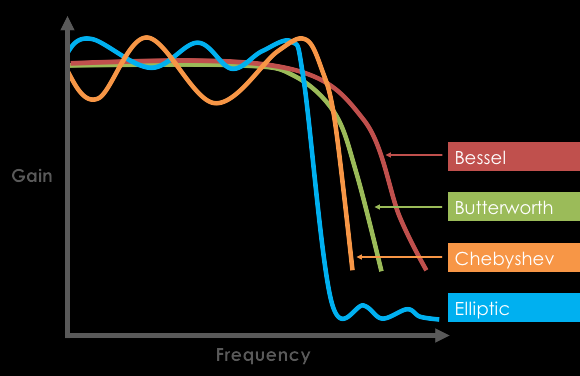 Bessel
Gain
Butterworth
Chebyshev
Elliptic
Frequency